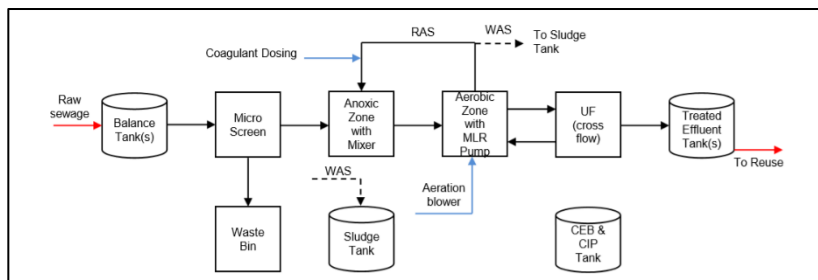 RAS
WAS
To Sludge
Tank
Coagulant Dosing
Raw
sewage
Balance
Tank(s)
Micro
Screen
Anoxic
Zone
with
Mixer
Aerobic
Zone
with
MLR
Pump
UF
(cross
flow)
Treated
Effluent
Tank(s)
To Reuse
WAS
Aeration
blower
Waste
Bin
Sludge
Tank
CEB &
CIP
Tank